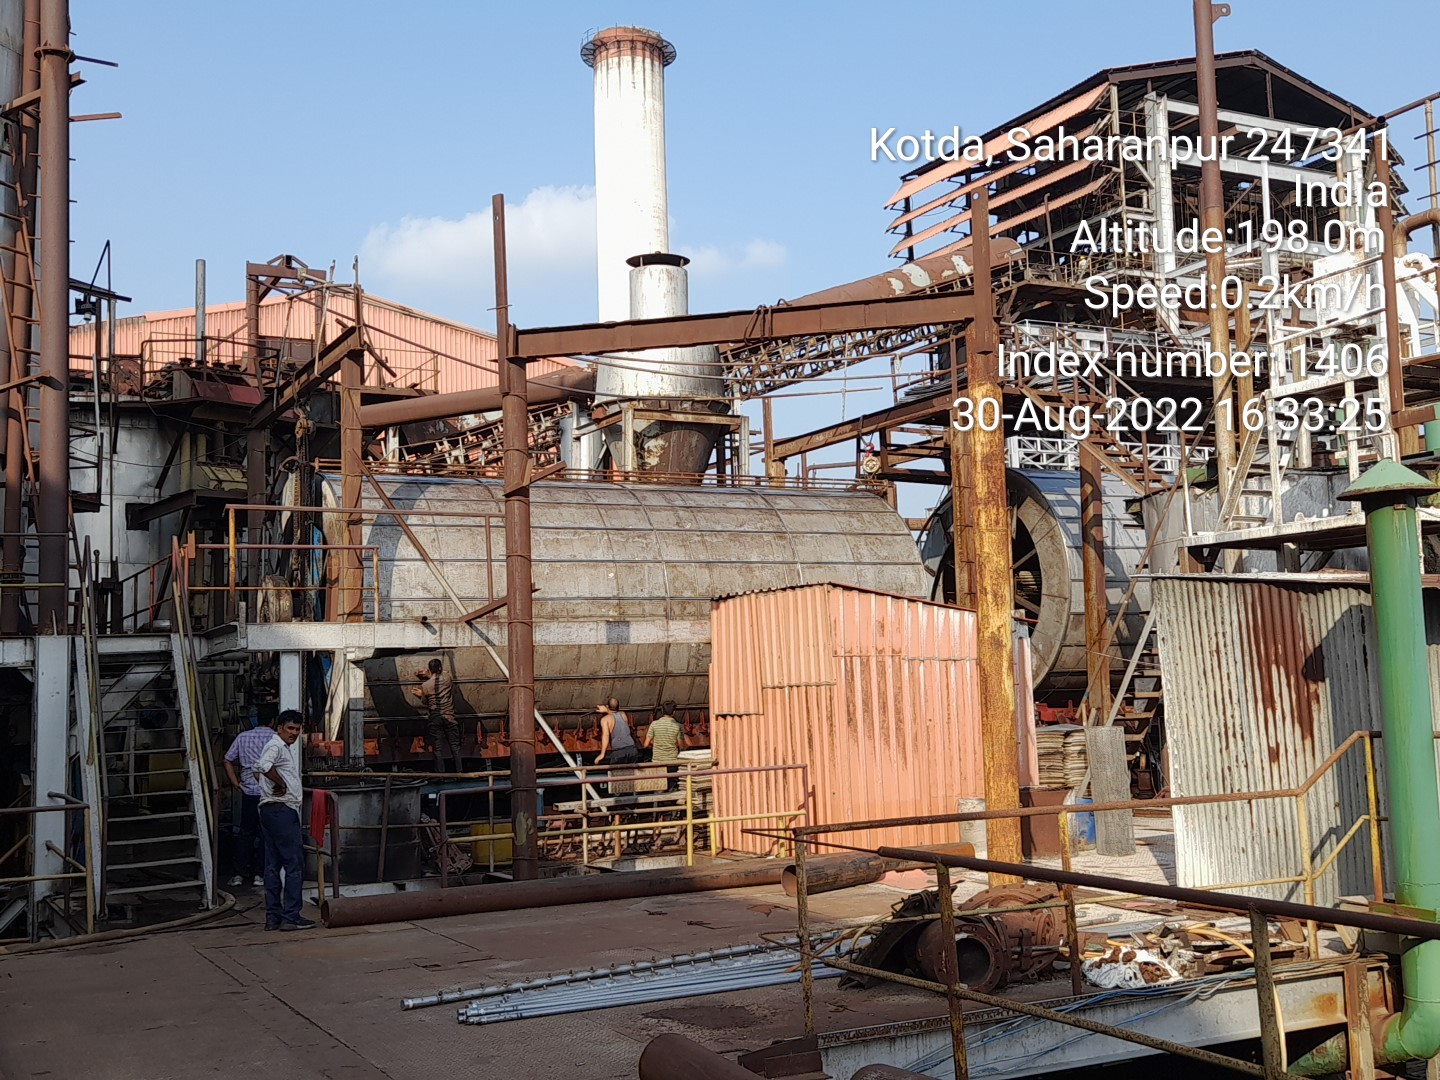 Kotda, Saharanpur 247341
India
Altitude:198.0m
Speed:0.2km/h
Index number: 1406
30-Aug-2022 16:33:25